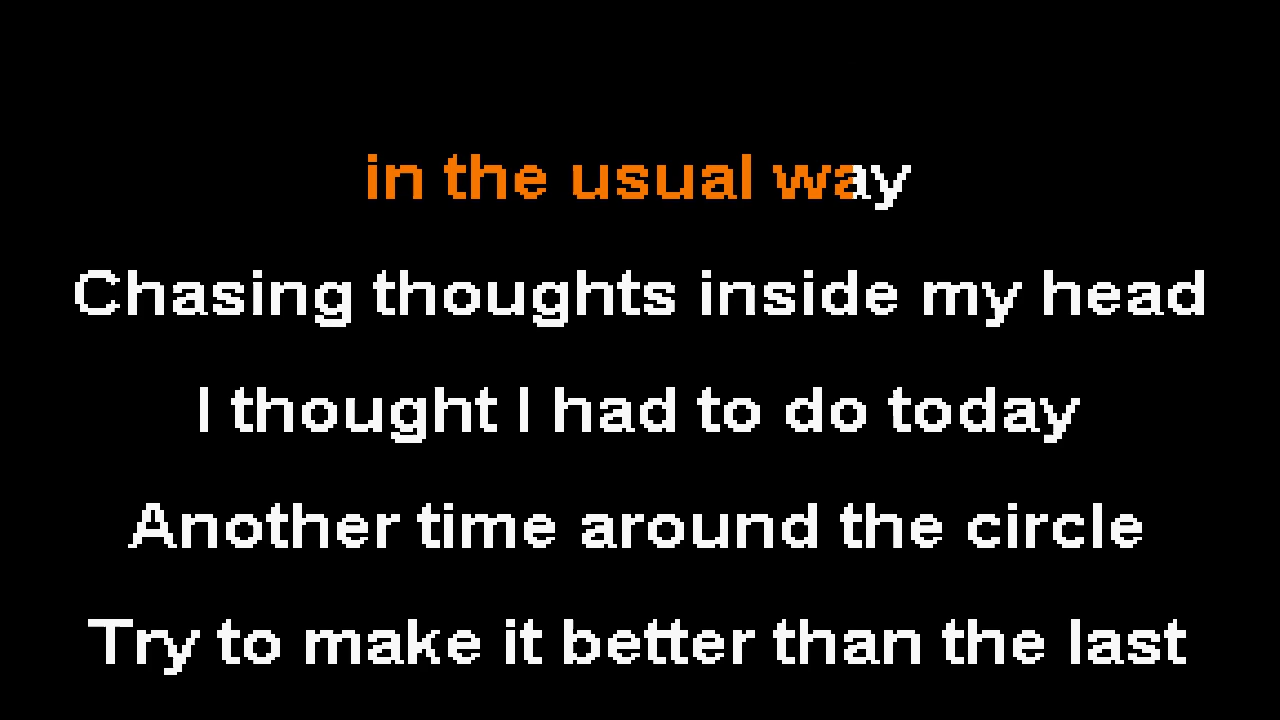 in the usual way
Chasing thoughts inside my head
I thought I had to do today
Another time around the circle
Try to make it better than the last